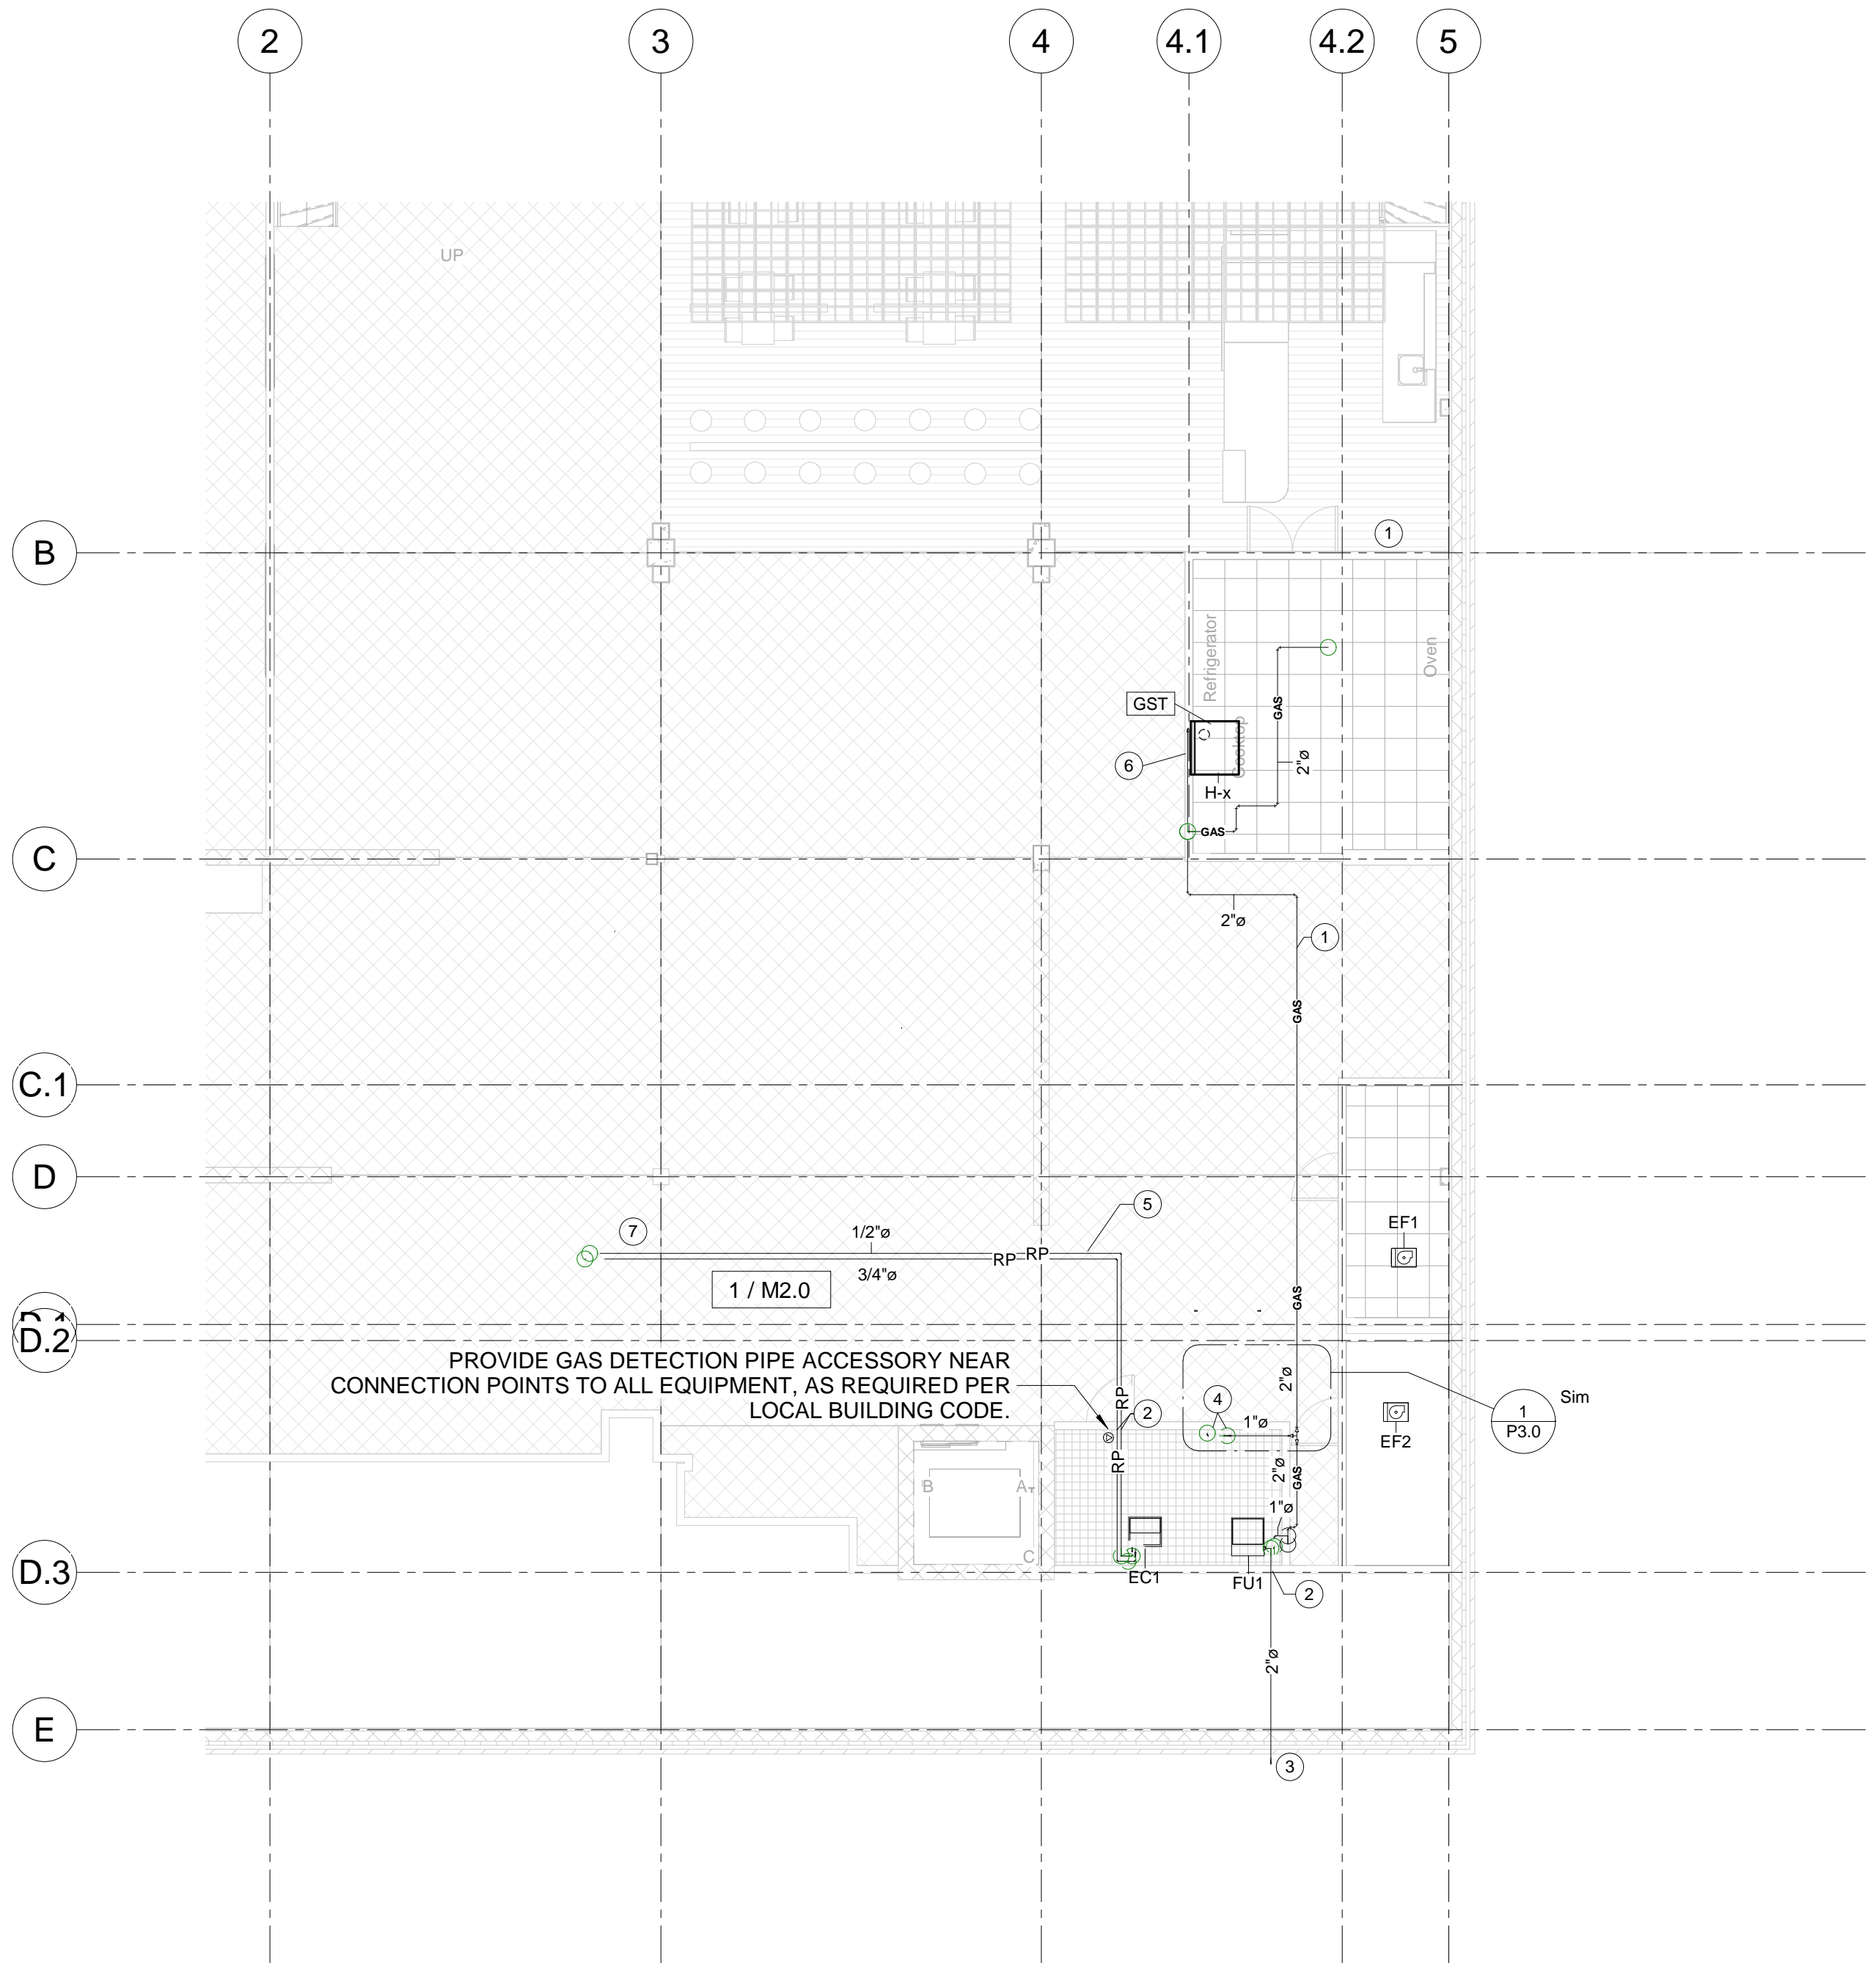 2
3
4
4.1
4.2
5
UP
B
1
Refrigerator
Oven
GAS
GST
Cooktop
6
2"ø
H-x
GAS
C
2"ø
1
GAS
C.1
D
5
EF1
7
1/2"ø
RP
RP
3/4"ø
1 / M2.0
GAS
D.1
D.2
PROVIDE GAS DETECTION PIPE ACCESSORY NEAR
CONNECTION POINTS TO ALL EQUIPMENT, AS REQUIRED PER
LOCAL BUILDING CODE.
2"ø
RP
2
4
1"ø
1
P3.0
Sim
EF2
RP
2"ø
GAS
B
A
T
1"ø
C
EC1
FU1
D.3
2
2"ø
E
3